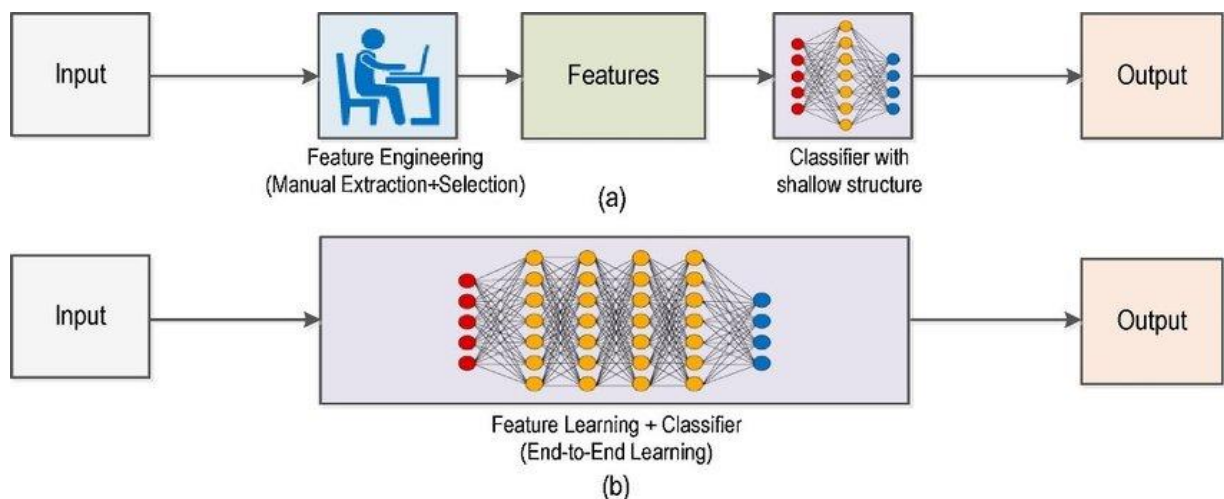 Input
Features
Output
Feature Engineering
(Manual Extraction+Selection)
Classifier with
shallow structure
(a)
Input
Output
Feature Learning + Classifier
(End-to-End Learning)
(b)